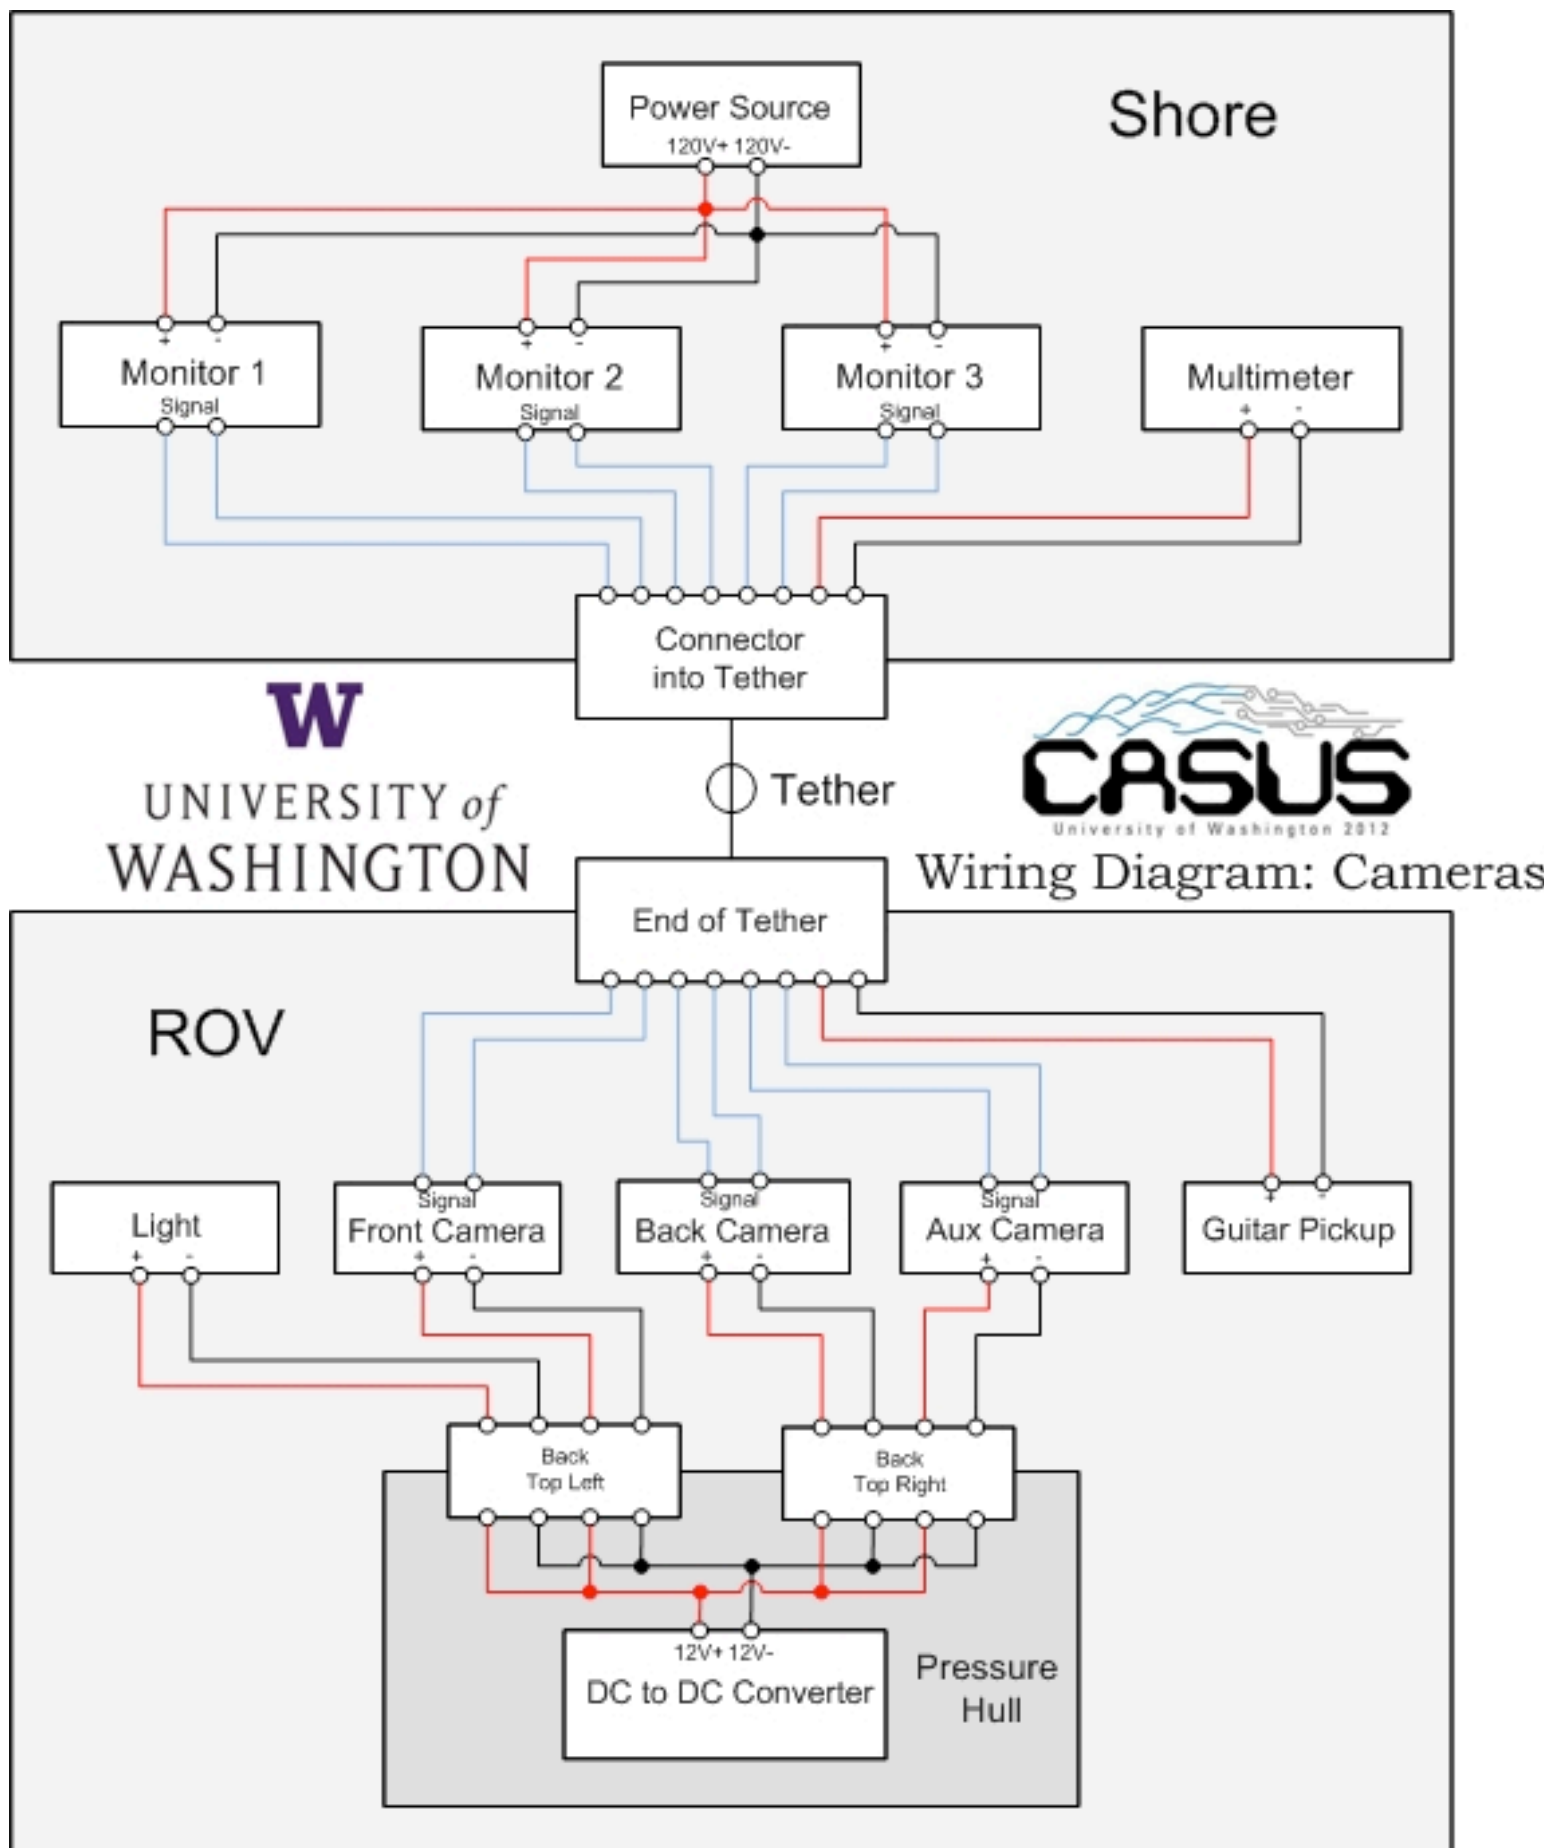 Shore
Power Source
120V+ 120V-
+ -
Monitor 1
Signal
+ -
Monitor 2
Signal
+ -
Monitor 3
Signal
Multimeter
+ -
Connector
into Tether
W
UNIVERSITY of
WASHINGTON
Tether
CASUS
University of Washington 2012
Wiring Diagram: Cameras
End of Tether
ROV
Light
+ -
Signal
Front Camera
+ -
Signal
Back Camera
+ -
Signal
Aux Camera
+ -
+ -
Guitar Pickup
Back
Top Left
Back
Top Right
12V+ 12V-
DC to DC Converter
Pressure
Hull